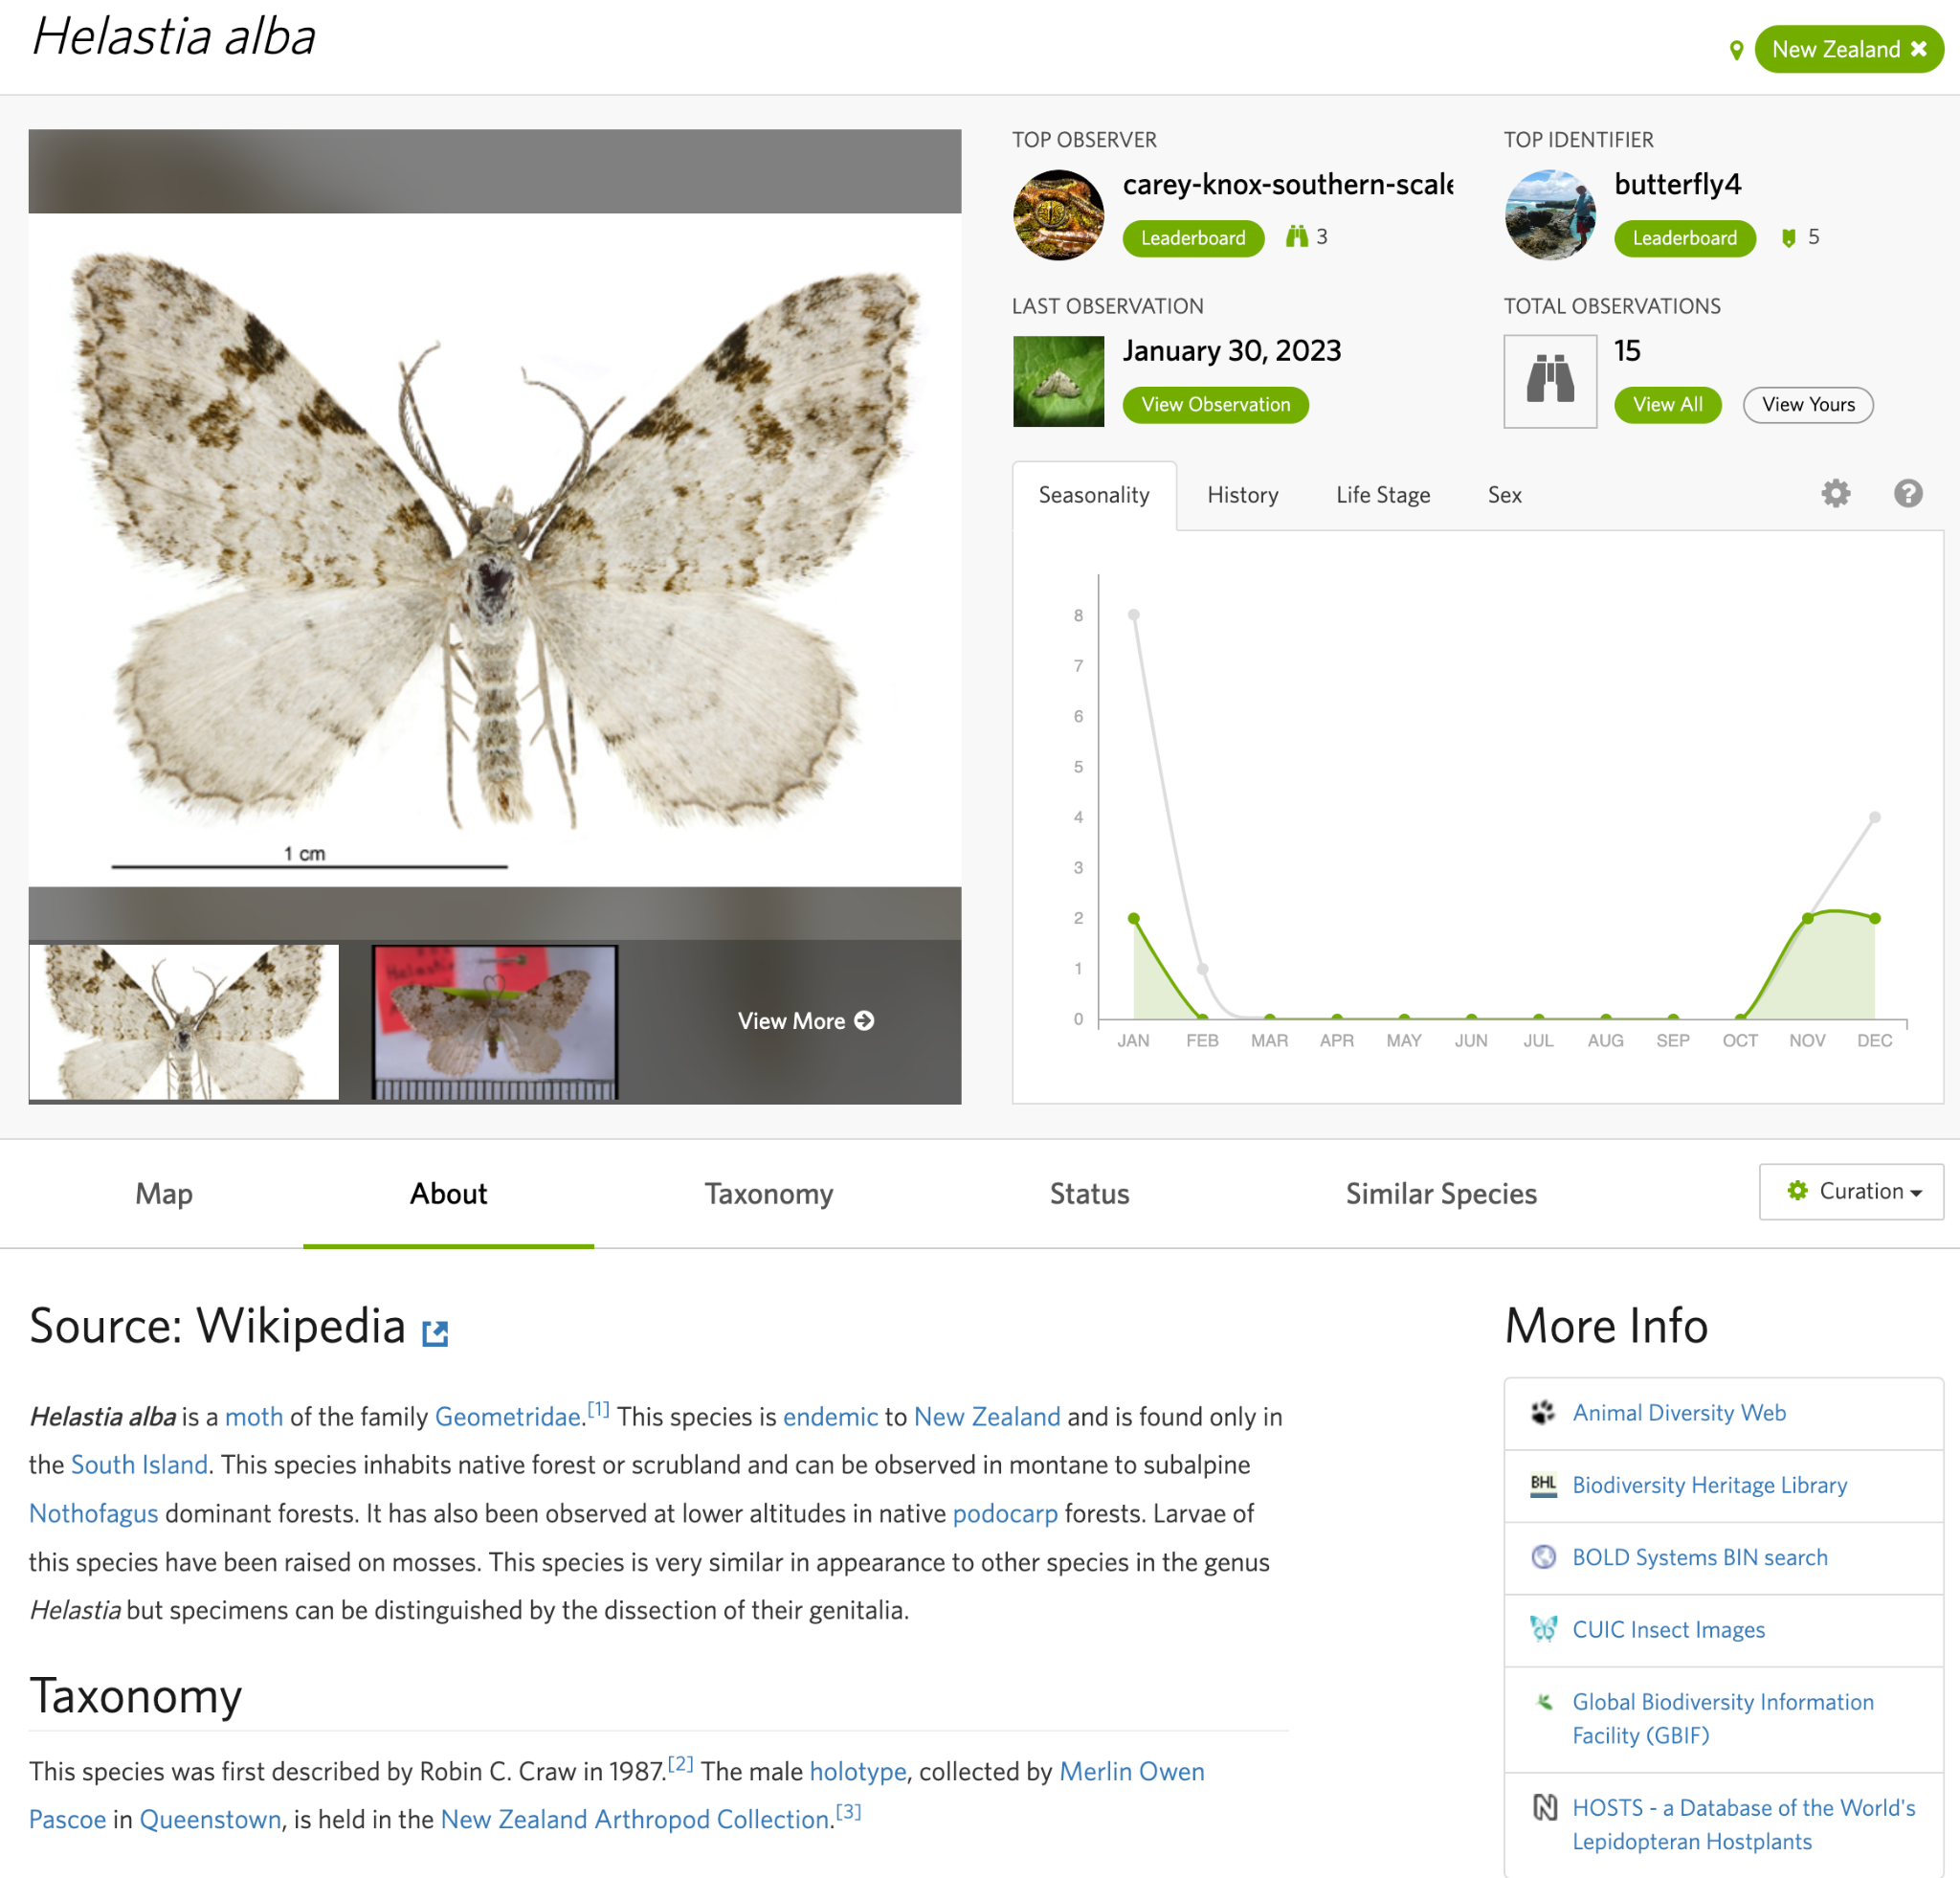 Helastia alba
New Zealand
TOP OBSERVER
carey-knox-southern-scale
Leaderboard
3
TOP IDENTIFIER
butterfly4
Leaderboard
5
LAST OBSERVATION
January 30, 2023
View Observation
TOTAL OBSERVATIONS
15
View All
View Yours
1 cm
Helastia
View More
Seasonality
History
Life Stage
Sex
8
7
6
5
4
3
2
1
0
JAN FEB MAR APR MAY JUN JUL AUG SEP OCT NOV DEC
Map
About
Taxonomy
Status
Similar Species
Curation
Source: Wikipedia
Helastia alba is a moth of the family Geometridae.[1] This species is endemic to New Zealand and is found only in
the South Island. This species inhabits native forest or scrubland and can be observed in montane to subalpine
Nothofagus dominant forests. It has also been observed at lower altitudes in native podocarp forests. Larvae of
this species have been raised on mosses. This species is very similar in appearance to other species in the genus
Helastia but specimens can be distinguished by the dissection of their genitalia.
Taxonomy
This species was first described by Robin C. Craw in 1987.[2] The male holotype, collected by Merlin Owen
Pascoe in Queenstown, is held in the New Zealand Arthropod Collection.[3]
More Info
Animal Diversity Web
BHL
Biodiversity Heritage Library
BOLD Systems BIN search
CUIC Insect Images
Global Biodiversity Information
Facility (GBIF)
HOSTS - a Database of the World's
Lepidopteran Hostplants